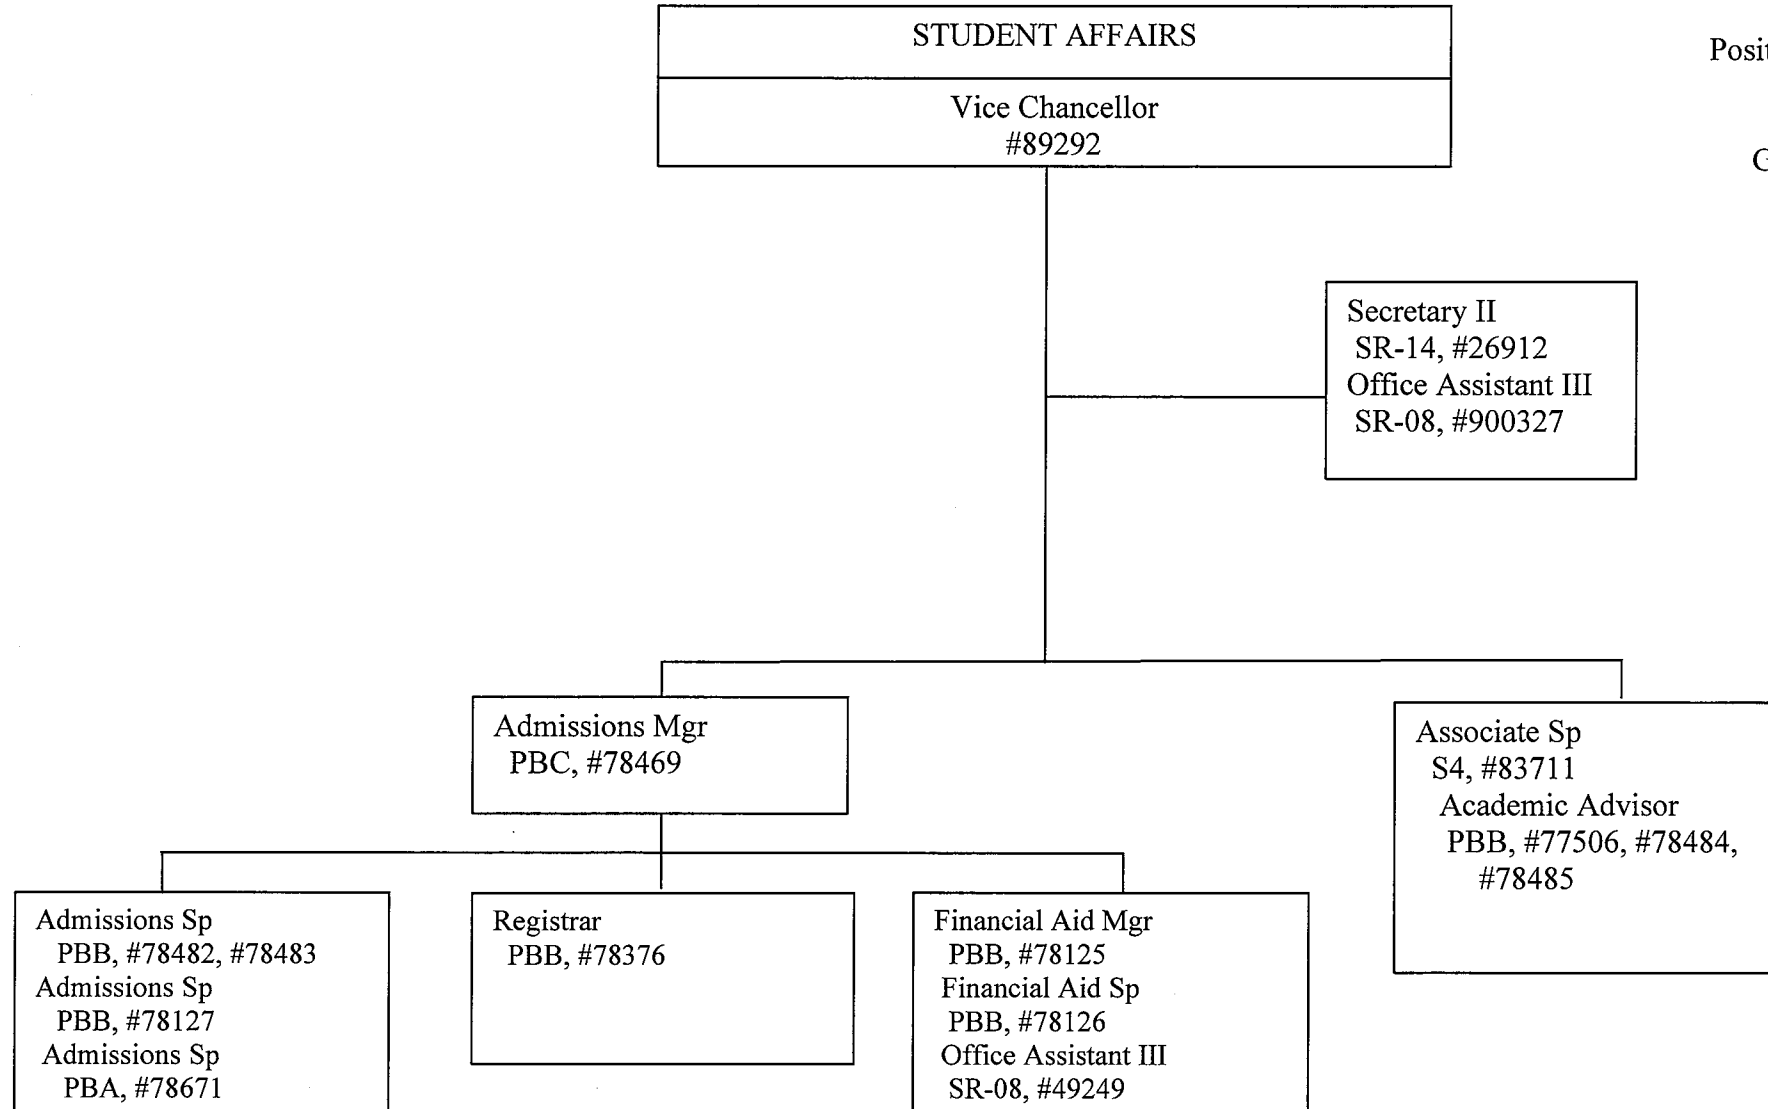 STUDENT AFFAIRS
Vice Chancellor
#89292
Secretary II
SR-14, #26912
Office Assistant III
SR-08, #900327
Admissions Mgr
PBC, #78469
Associate Sp
S4, #83711
Academic Advisor
PBB, #77506, #78484,
#78485
Admissions Sp
PBB, #78482, #78483
Admissions Sp
PBB, #78127
Admissions Sp
PBA, #78671
Registrar
PBB, #78376
Financial Aid Mgr
PBB, #78125
Financial Aid Sp
PBB, #78126
Office Assistant III
SR-08, #49249